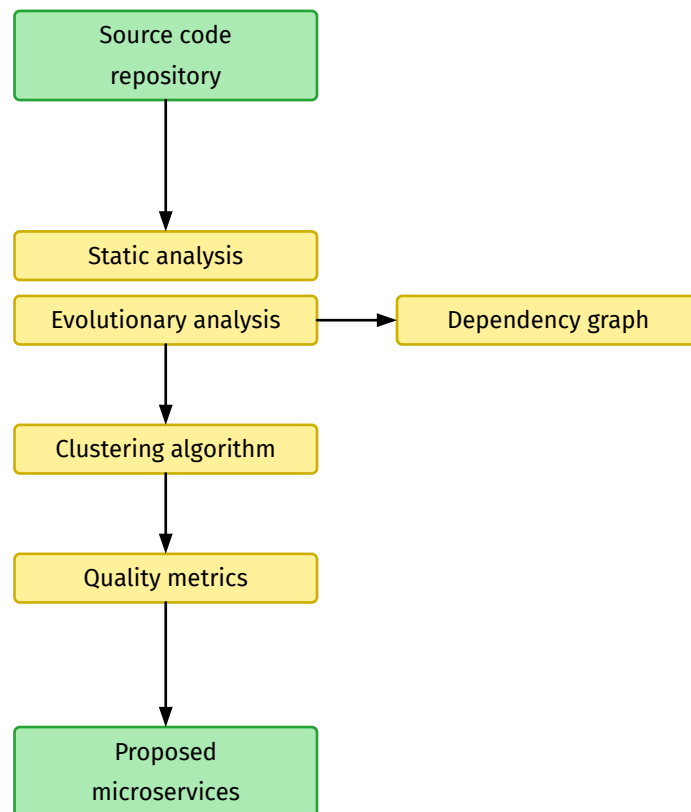 Source code
repository
Static analysis
Evolutionary analysis
Dependency graph
Clustering algorithm
Quality metrics
Proposed
microservices